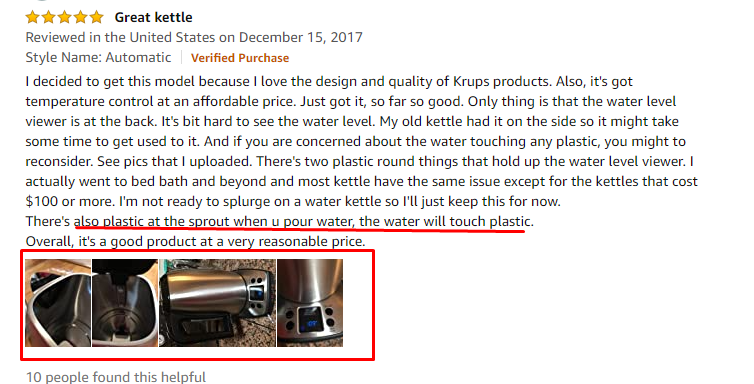 Great kettle
Reviewed in the United States on December 15, 2017
Style Name: Automatic | Verified Purchase
I decided to get this model because I love the design and quality of Krups products. Also, it's got
temperature control at an affordable price. Just got it, so far so good. Only thing is that the water level
viewer is at the back. It's bit hard to see the water level. My old kettle had it on the side so it might take
some time to get used to it. And if you are concerned about the water touching any plastic, you might to
reconsider. See pics that I uploaded. There's two plastic round things that hold up the water level viewer. I
actually went to bed bath and beyond and most kettle have the same issue except for the kettles that cost
$100 or more. I'm not ready to splurge on a water kettle so I'll just keep this for now.
There's also plastic at the sprout when u pour water, the water will touch plastic.
Overall, it's a good product at a very reasonable price.
10 people found this helpful